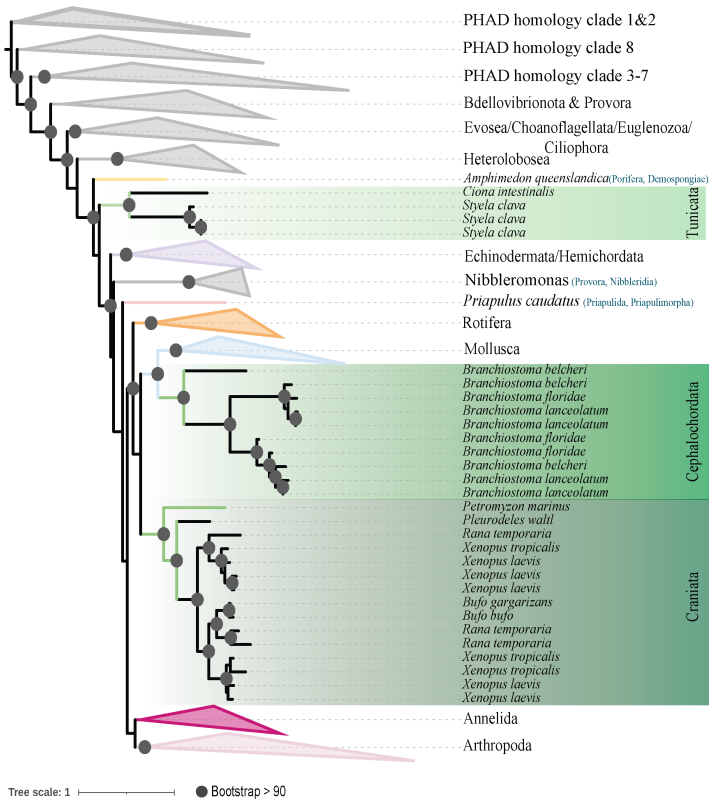 PHAD homology clade 1&2
PHAD homology clade 8
PHAD homology clade 3-7
Bdellovibrionota & Provora
Evosea/Choanoflagellata/Euglenozoa/
Ciliophora
Heterolobosea
Amphimedon queenslandica(Porifera, Demospongiae)
Ciona intestinalis
Styela clava
Styela clava
Styela clava
Tunicata
Echinodermata/Hemichordata
Nibbleromonas (Provora, Nibbleridia)
Priapulus caudatus (Priapulida, Priapulimorpha)
Rotifera
Mollusca
Branchiostoma belcheri
Branchiostoma belcheri
Branchiostoma floridae
Branchiostoma lanceolatum
Branchiostoma lanceolatum
Branchiostoma floridae
Branchiostoma floridae
Branchiostoma belcheri
Branchiostoma lanceolatum
Branchiostoma lanceolatum
Cephalochordata
Petromyzon marinus
Pleurodeles waltl
Rana temporaria
Xenopus tropicalis
Xenopus laevis
Xenopus laevis
Xenopus laevis
Bufo gargarizans
Bufo bufo
Rana temporaria
Rana temporaria
Xenopus tropicalis
Xenopus tropicalis
Xenopus laevis
Xenopus laevis
Craniata
Annelida
Arthropoda
Tree scale: 1
Bootstrap > 90